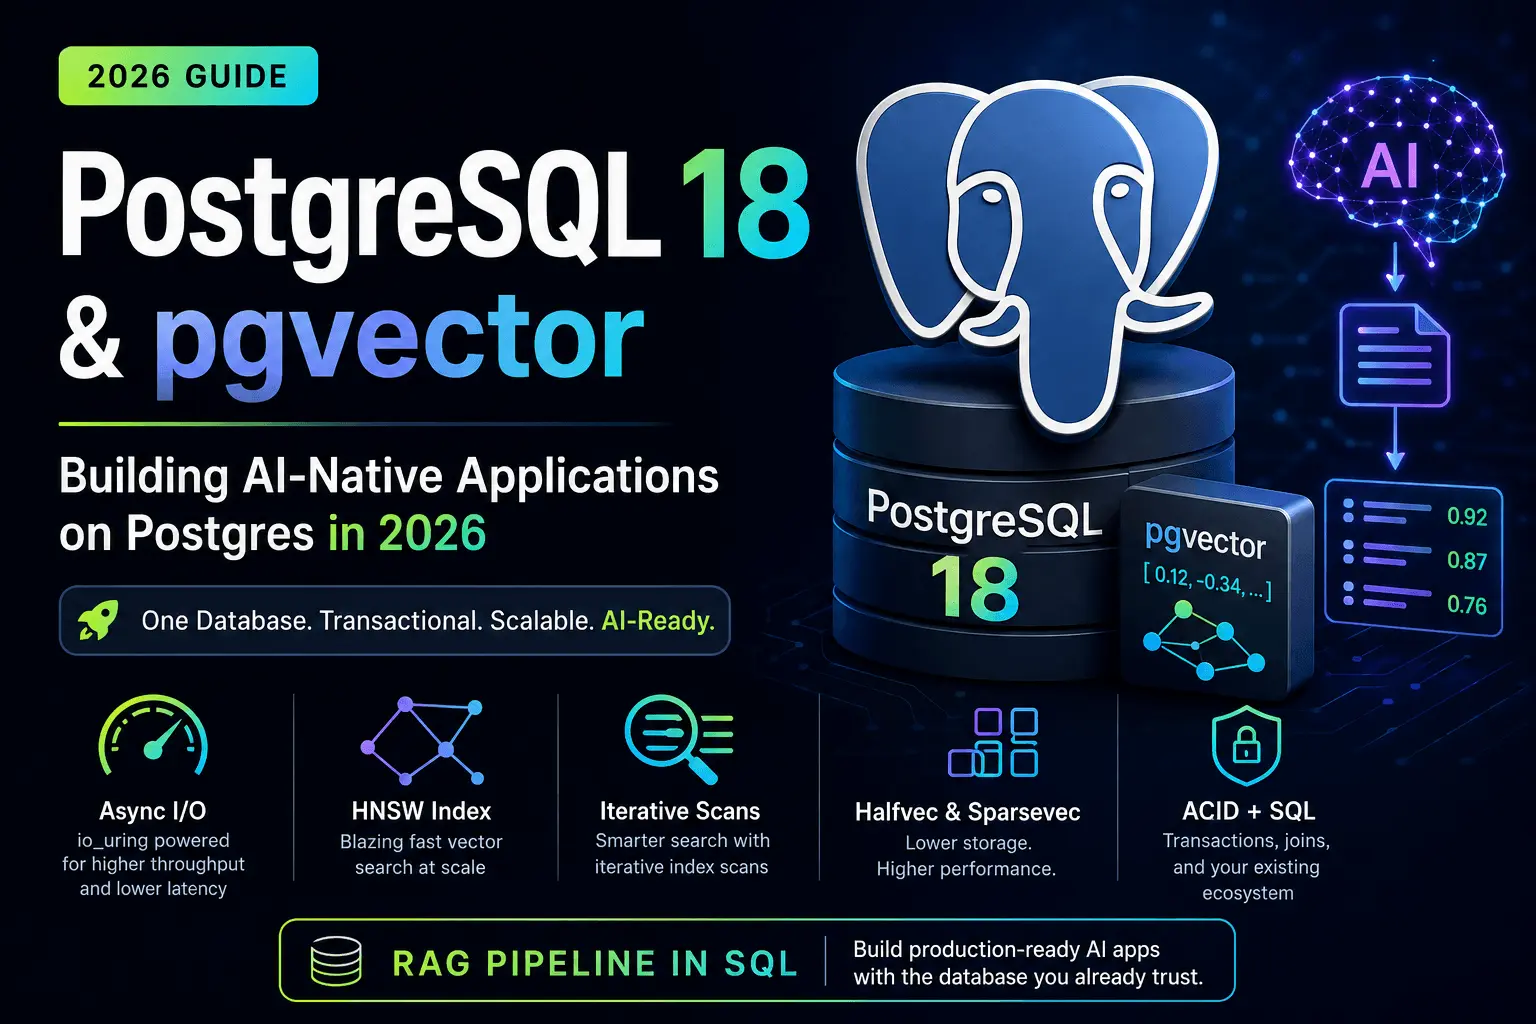 2026 GUIDE
PostgreSQL 18
& pgvector
Building AI-Native Applications
on Postgres in 2026
One Database. Transactional. Scalable. AI-Ready.
AI
0.92
0.87
0.76
PostgreSQL
18
pgvector
[ 0.12, -0.34, ... ]
Async I/O
io_uring powered
for higher throughput
and lower latency
HNSW Index
Blazing fast vector
search at scale
Iterative Scans
Smarter search with
iterative index scans
Halfvec & Sparsevec
Lower storage.
Higher performance.
ACID + SQL
Transactions, joins,
and your existing
ecosystem
RAG PIPELINE IN SQL
Build production-ready AI apps
with the database you already trust.